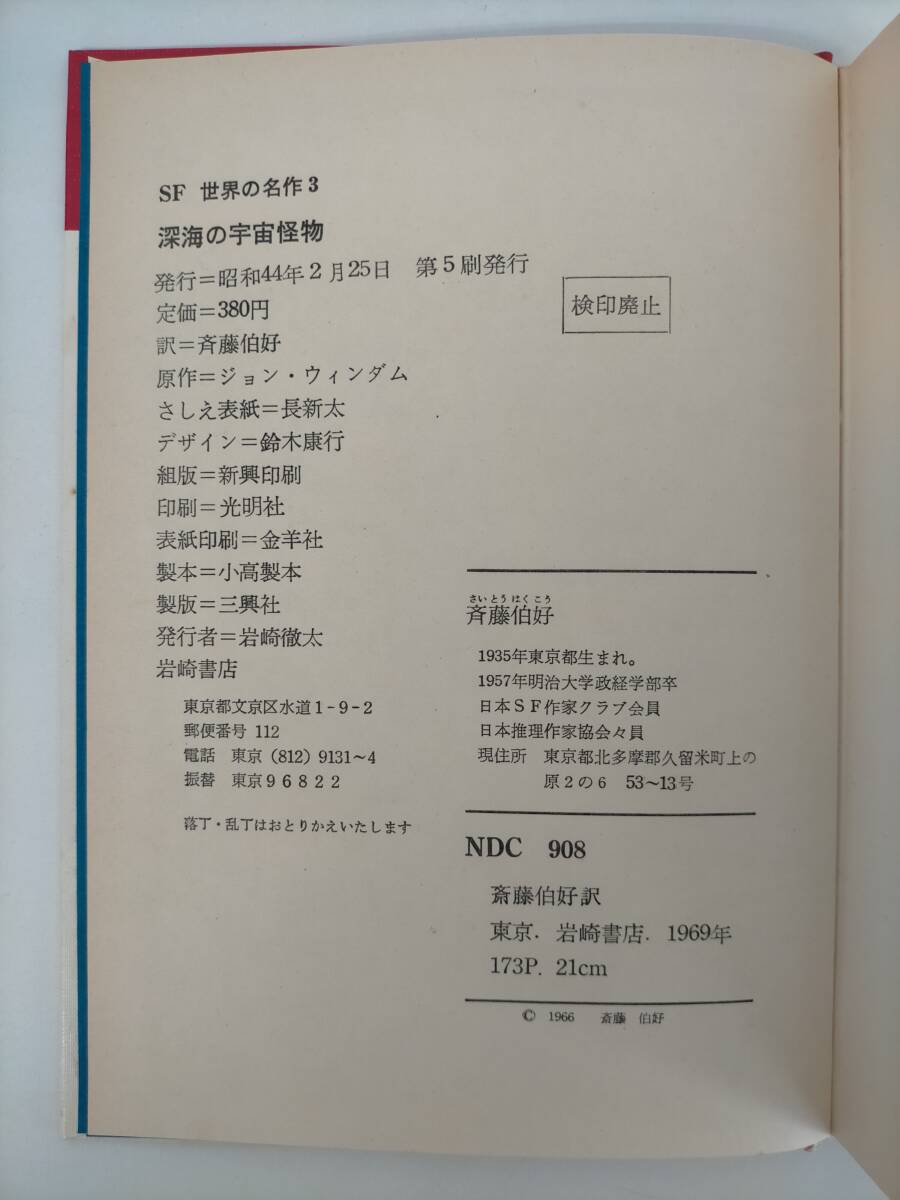 SF 世界の名作3
深海の宇宙怪物
発行＝昭和44年2月25日 第5刷発行
定価＝380円
訳＝斉藤伯好
原作＝ジョン・ウィンダム
さしえ表紙＝長新太
デザイン＝鈴木康行
組版＝新興印刷
印刷＝光明社
表紙印刷＝金羊社
製本＝小高製本
製版＝三興社
発行者＝岩崎徹太
岩崎書店
東京都文京区水道1-9-2
郵便番号 112
電話 東京 (812) 9131～4
振替 東京96822
落丁・乱丁はおとりかえいたします
検印廃止
さいとうはくこう
斉藤伯好
1935年東京都生まれ。
1957年明治大学政経学部卒
日本SF作家クラブ会員
日本推理作家協会々員
現住所 東京都北多摩郡久留米町上の
原2の6 53～13号
NDC 908
斎藤伯好訳
東京. 岩崎書店. 1969年
173P. 21cm
© 1966 斎藤 伯好